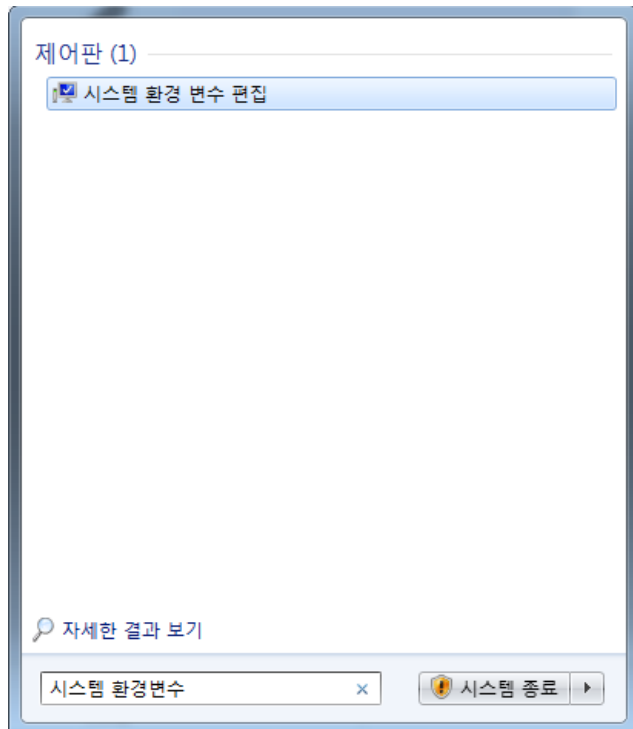 제어판 (1)
시스템 환경 변수 편집
자세한 결과 보기
시스템 환경변수
시스템 종료